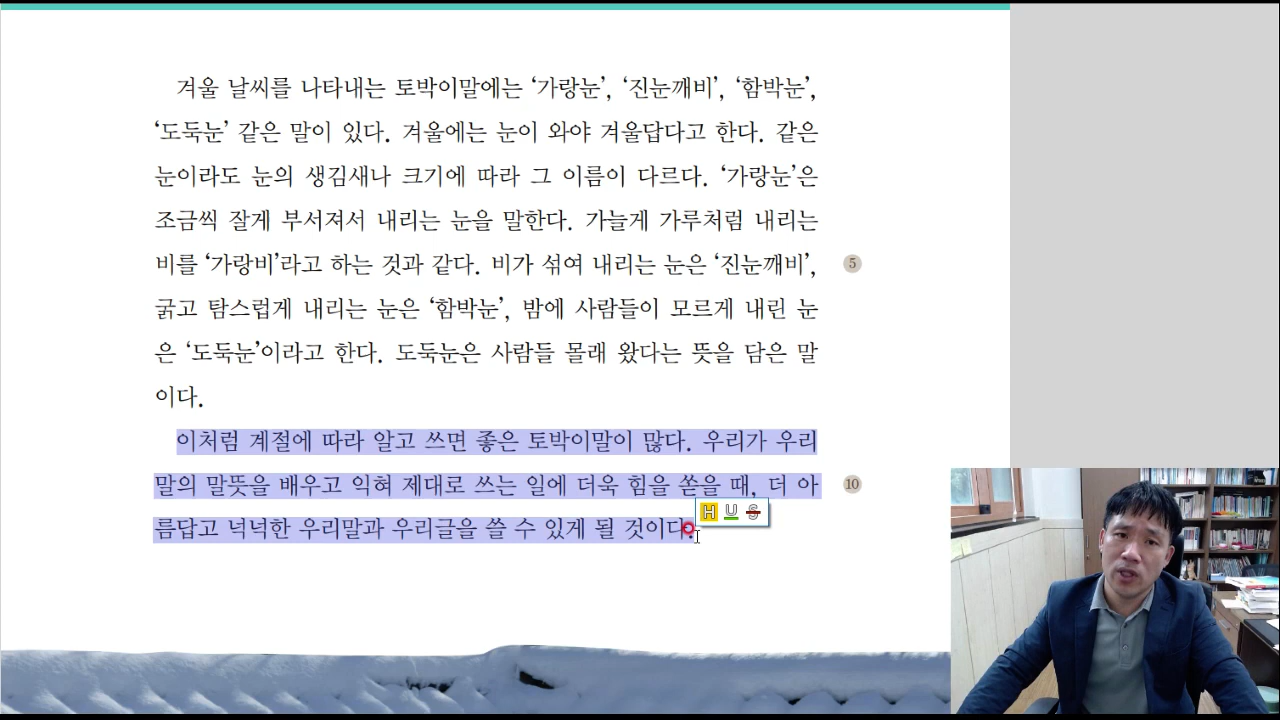 겨울 날씨를 나타내는 토박이말에는 ‘가랑눈’, ‘진눈깨비’, ‘함박눈’,
‘도둑눈’ 같은 말이 있다. 겨울에는 눈이 와야 겨울답다고 한다. 같은
눈이라도 눈의 생김새나 크기에 따라 그 이름이 다르다. ‘가랑눈’은
조금씩 잘게 부서져서 내리는 눈을 말한다. 가늘게 가루처럼 내리는
비를 ‘가랑비’라고 하는 것과 같다. 비가 섞여 내리는 눈은 ‘진눈깨비’,
5
굵고 탐스럽게 내리는 눈은 ‘함박눈’, 밤에 사람들이 모르게 내린 눈
은 ‘도둑눈’이라고 한다. 도둑눈은 사람들 몰래 왔다는 뜻을 담은 말
이다.
이처럼 계절에 따라 알고 쓰면 좋은 토박이말이 많다. 우리가 우리
말의 말뜻을 배우고 익혀 제대로 쓰는 일에 더욱 힘을 쏟을 때, 더 아
10
름답고 넉넉한 우리말과 우리글을 쓸 수 있게 될 것이다.
H U S